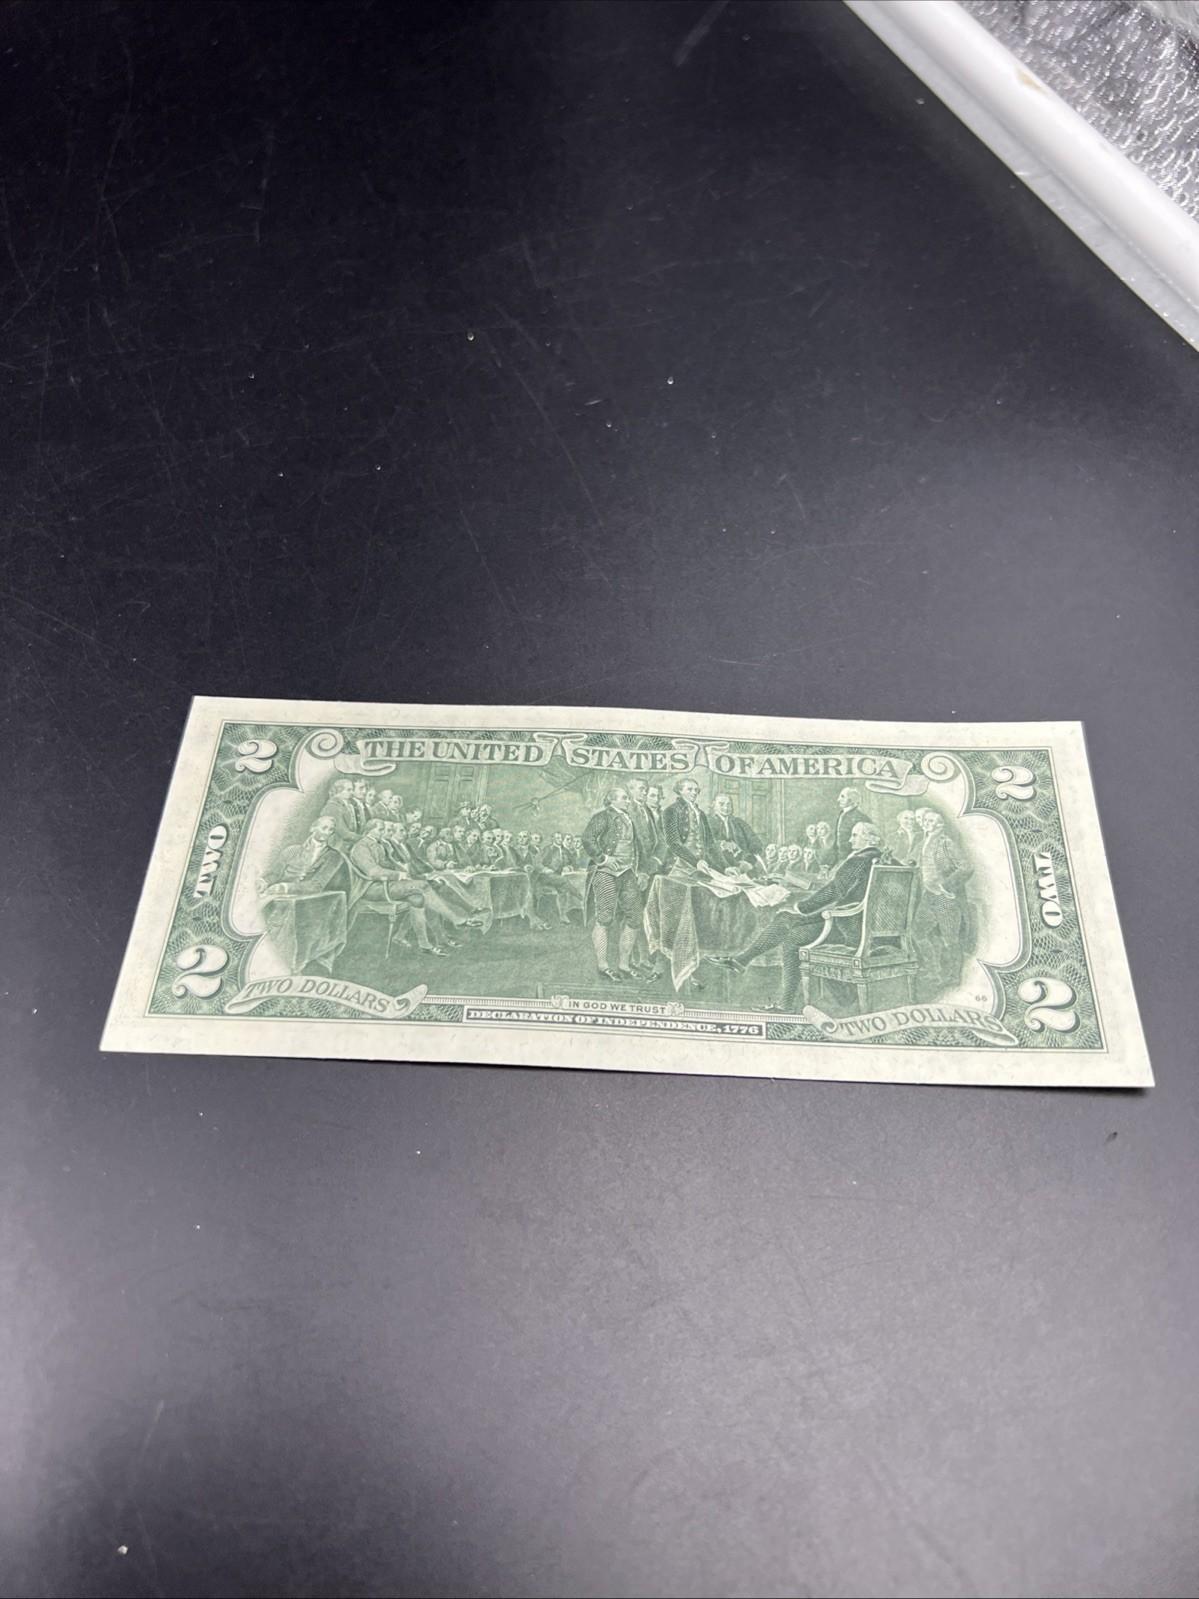 2 THE UNITED STATES OF AMERICA 2
TWO TWO
2 TWO DOLLARS IN GOD WE TRUST TWO DOLLARS 2
DECLARATION OF INDEPENDENCE, 1776
66